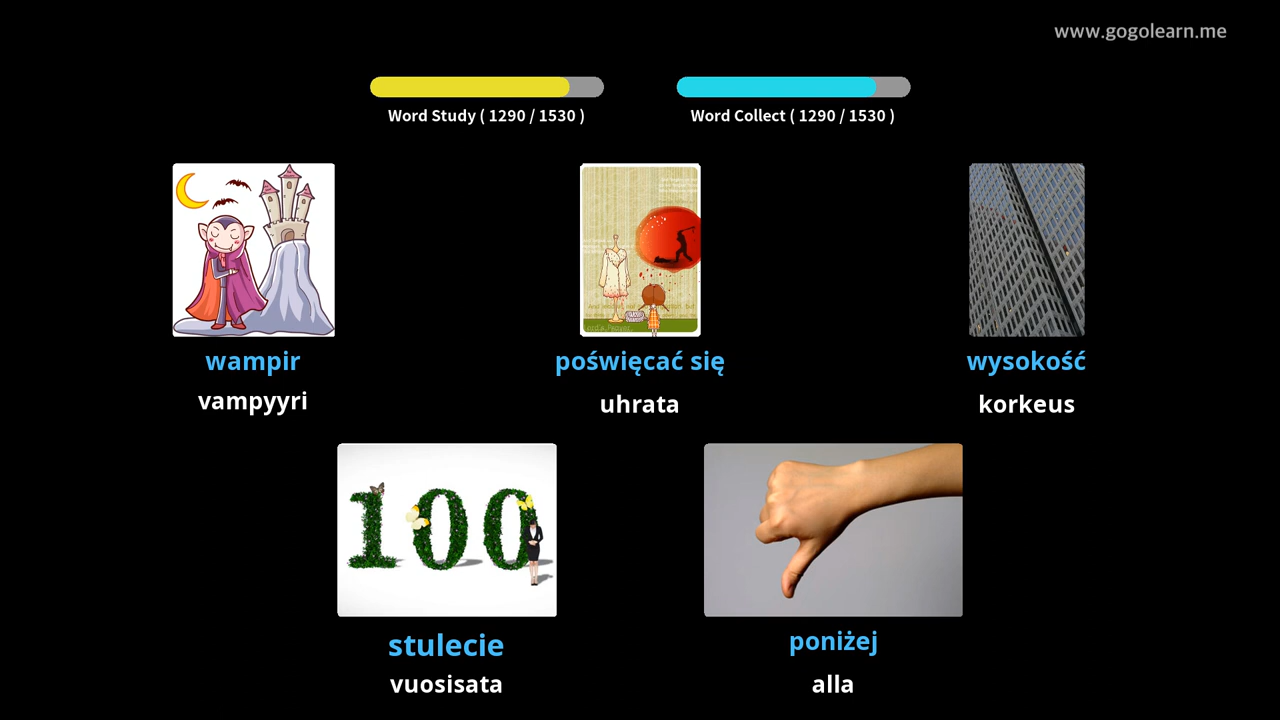 www.gogolearn.me
Word Study ( 1290 / 1530 )
Word Collect ( 1290 / 1530 )
wampir
poświęcać się
wysokość
vampyyri
uhrata
korkeus
100
stulecie
poniżej
vuosisata
alla